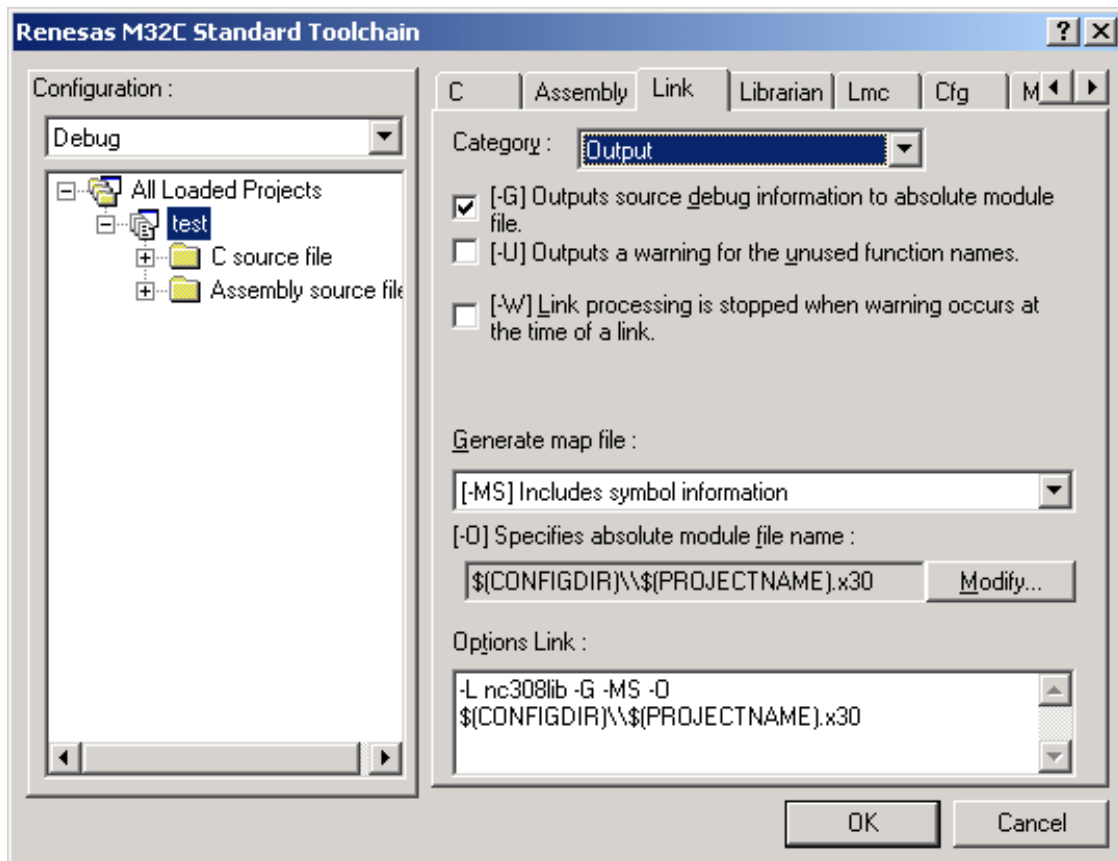 Renesas M32C Standard Toolchain
Configuration :
Debug
All Loaded Projects
test
C source file
Assembly source file
C
Assembly
Link
Librarian
Lmc
Cfg
M
Category :
Output
[-G] Outputs source debug information to absolute module
file.
[-U] Outputs a warning for the unused function names.
[-W] Link processing is stopped when warning occurs at
the time of a link.
Generate map file :
[-MS] Includes symbol information
[-O] Specifies absolute module file name :
$(CONFIGDIR)\\$(PROJECTNAME).x30
Modify...
Options Link :
-L nc308lib -G -MS -O
$(CONFIGDIR)\\$(PROJECTNAME).x30
OK
Cancel